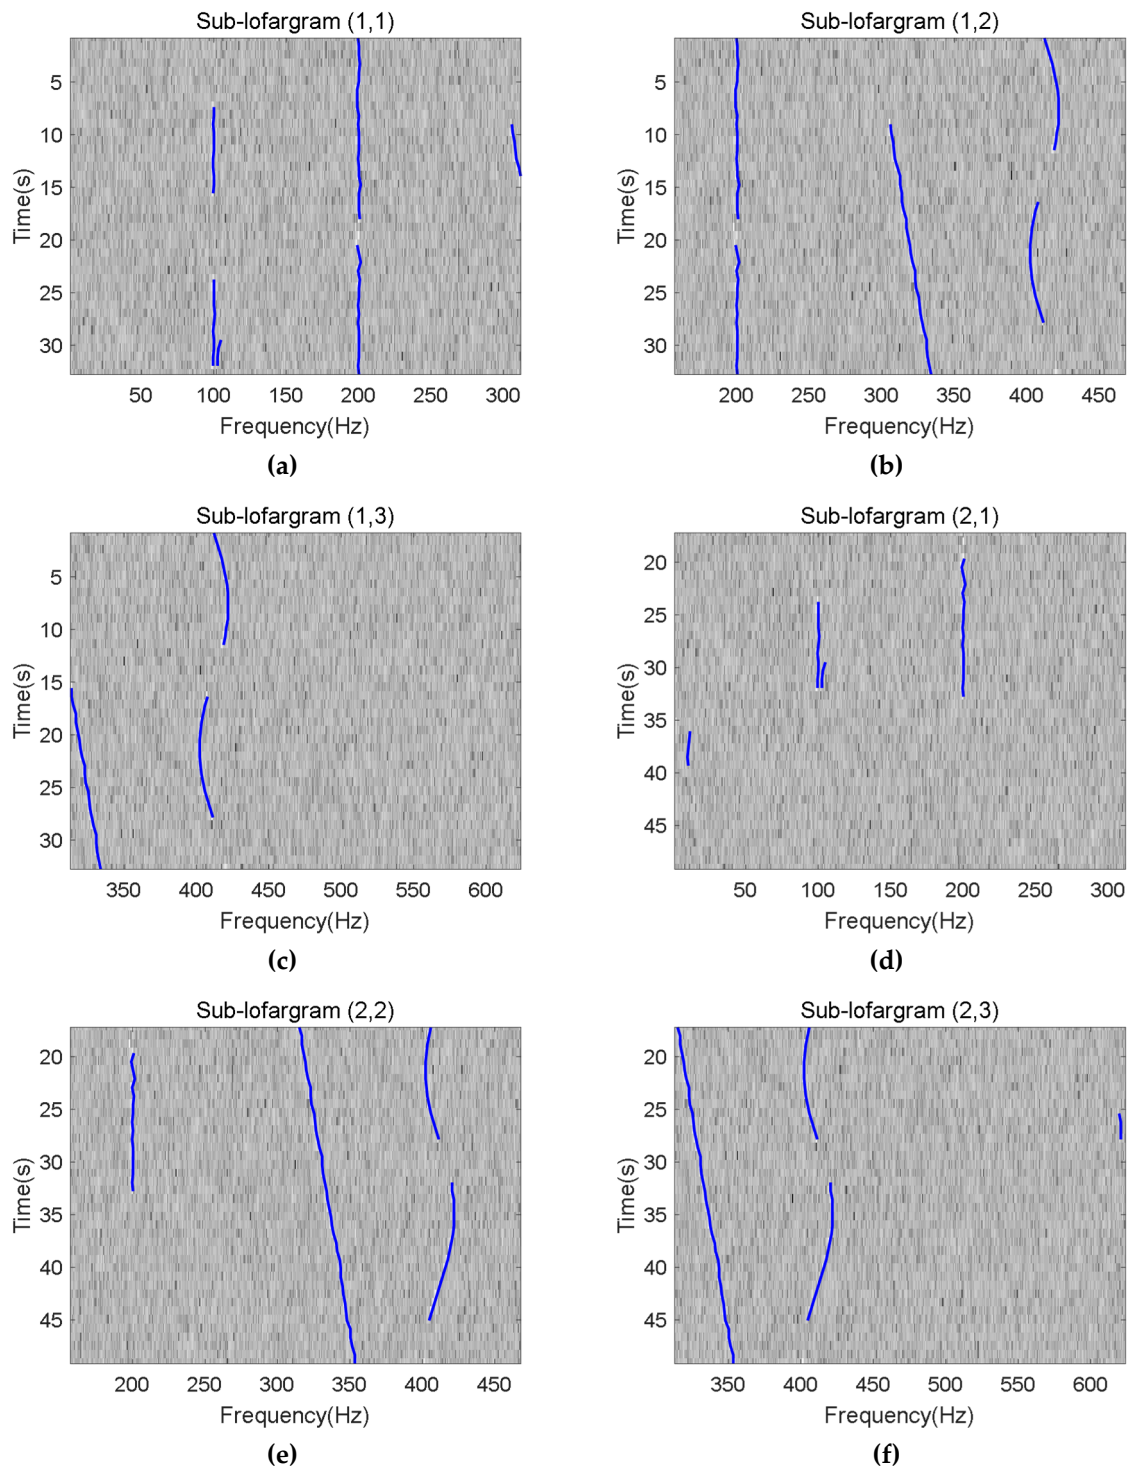 Sub-lofargram (1,1)
5
10
15
20
25
30
Time(s)
50 100 150 200 250 300
Frequency(Hz)
(a)
Sub-lofargram (1,2)
5
10
15
20
25
30
Time(s)
200 250 300 350 400 450
Frequency(Hz)
(b)
Sub-lofargram (1,3)
5
10
15
20
25
30
Time(s)
350 400 450 500 550 600
Frequency(Hz)
(c)
Sub-lofargram (2,1)
20
25
30
35
40
45
Time(s)
50 100 150 200 250 300
Frequency(Hz)
(d)
Sub-lofargram (2,2)
20
25
30
35
40
45
Time(s)
200 250 300 350 400 450
Frequency(Hz)
(e)
Sub-lofargram (2,3)
20
25
30
35
40
45
Time(s)
350 400 450 500 550 600
Frequency(Hz)
(f)